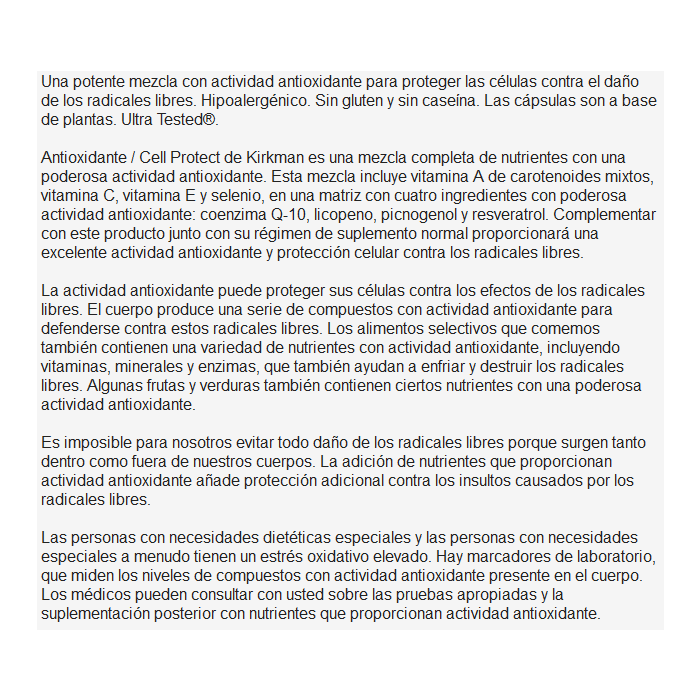 Una potente mezcla con actividad antioxidante para proteger las células contra el daño
de los radicales libres. Hipoalergénico. Sin gluten y sin caseína. Las cápsulas son a base
de plantas. Ultra Tested®.
Antioxidante / Cell Protect de Kirkman es una mezcla completa de nutrientes con una
poderosa actividad antioxidante. Esta mezcla incluye vitamina A de carotenoides mixtos,
vitamina C, vitamina E y selenio, en una matriz con cuatro ingredientes con poderosa
actividad antioxidante: coenzima Q-10, licopeno, picnogenol y resveratrol. Complementar
con este producto junto con su régimen de suplemento normal proporcionará una
excelente actividad antioxidante y protección celular contra los radicales libres.
La actividad antioxidante puede proteger sus células contra los efectos de los radicales
libres. El cuerpo produce una serie de compuestos con actividad antioxidante para
defenderse contra estos radicales libres. Los alimentos selectivos que comemos
también contienen una variedad de nutrientes con actividad antioxidante, incluyendo
vitaminas, minerales y enzimas, que también ayudan a enfriar y destruir los radicales
libres. Algunas frutas y verduras también contienen ciertos nutrientes con una poderosa
actividad antioxidante.
Es imposible para nosotros evitar todo daño de los radicales libres porque surgen tanto
dentro como fuera de nuestros cuerpos. La adición de nutrientes que proporcionan
actividad antioxidante añade protección adicional contra los insultos causados por los
radicales libres.
Las personas con necesidades dietéticas especiales y las personas con necesidades
especiales a menudo tienen un estrés oxidativo elevado. Hay marcadores de laboratorio,
que miden los niveles de compuestos con actividad antioxidante presente en el cuerpo.
Los médicos pueden consultar con usted sobre las pruebas apropiadas y la
suplementación posterior con nutrientes que proporcionan actividad antioxidante.